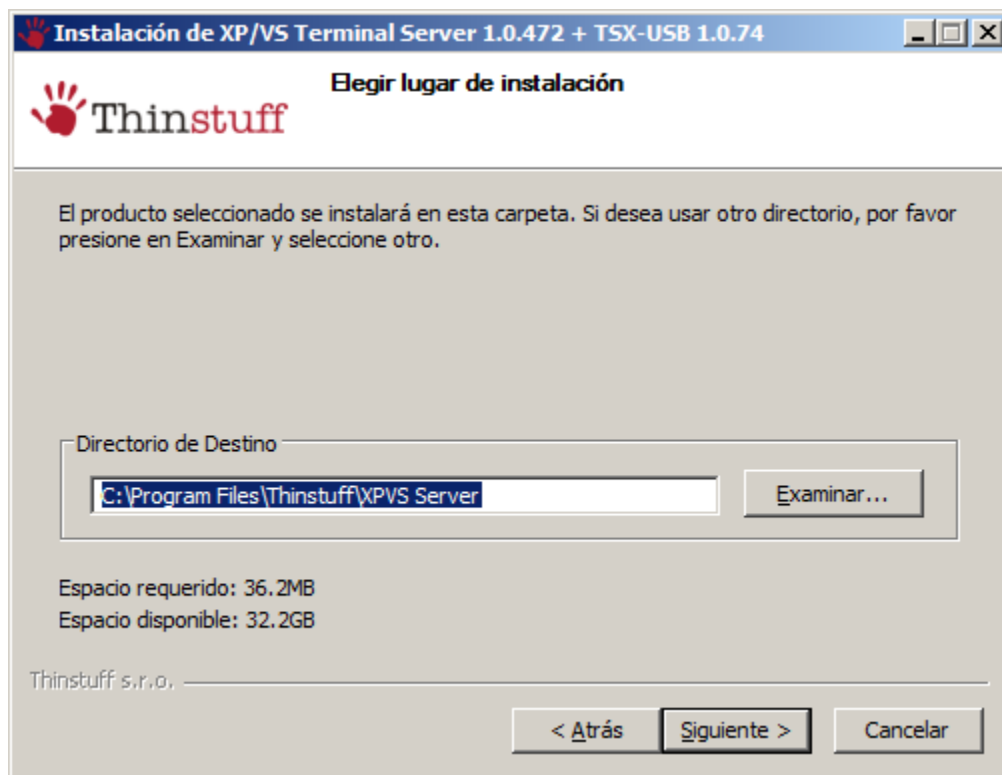 Instalación de XP/VS Terminal Server 1.0.472 + TSX-USB 1.0.74
Thinstuff
Elegir lugar de instalación
El producto seleccionado se instalará en esta carpeta. Si desea usar otro directorio, por favor
presione en Examinar y seleccione otro.
Directorio de Destino
C:\Program Files\Thinstuff\XPVS Server
Examinar...
Espacio requerido: 36.2MB
Espacio disponible: 32.2GB
Thinstuff s.r.o.
< Atrás
Siguiente >
Cancelar